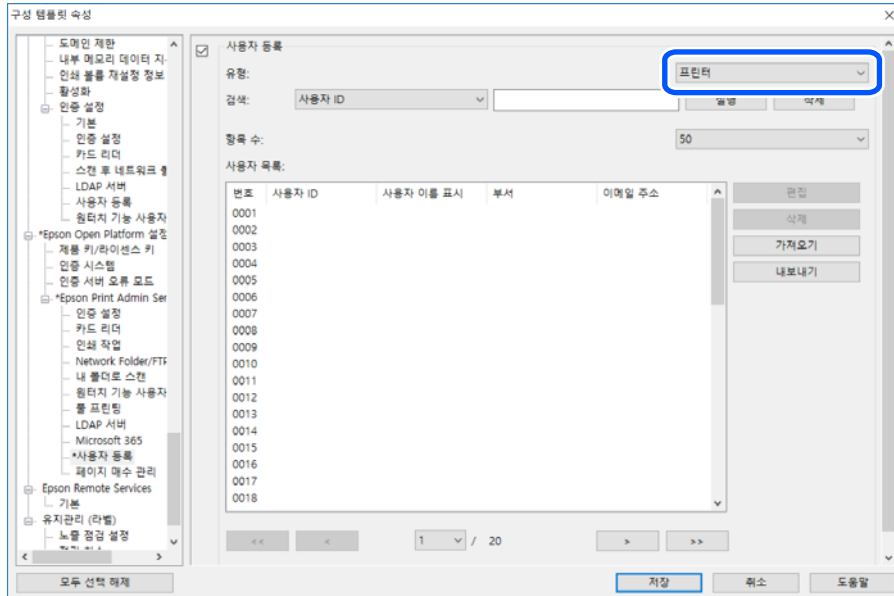 구성 템플릿 속성
도메인 제한
내부 메모리 데이터 지
인쇄 볼륨 재설정 정보
활성화
인증 설정
기본
인증 설정
카드 리더
스캔 후 네트워크 폴
LDAP 서버
사용자 등록
원터치 기능 사용자
*Epson Open Platform 설정
제품 키/라이센스 키
인증 시스템
인증 서버 오류 모드
*Epson Print Admin Ser
인증 설정
카드 리더
인쇄 작업
Network Folder/FTP
내 폴더로 스캔
원터치 기능 사용자
풀 프린팅
LDAP 서버
Microsoft 365
*사용자 등록
페이지 매수 관리
Epson Remote Services
기본
유지관리 (라벨)
노즐 점검 설정
모두 선택 해제
사용자 등록
유형: 프린터
검색: 사용자 ID 설정 삭제
항목 수: 50
사용자 목록:
번호 사용자 ID 사용자 이름 표시 부서 이메일 주소
0001
0002
0003
0004
0005
0006
0007
0008
0009
0010
0011
0012
0013
0014
0015
0016
0017
0018
편집
삭제
가져오기
내보내기
<< < 1 / 20 > >>
저장 취소 도움말